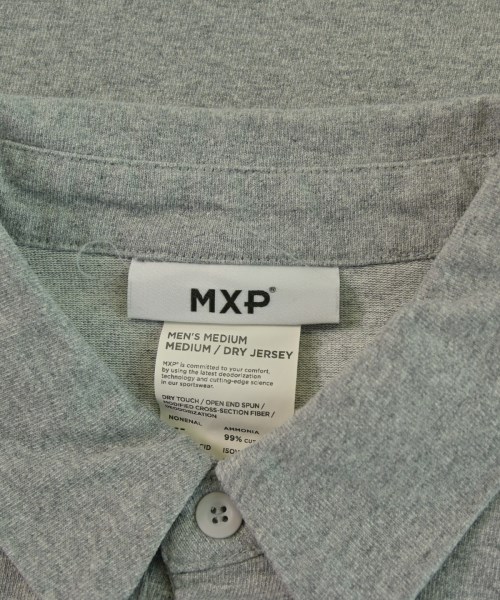 MXP®
MEN'S MEDIUM
MEDIUM / DRY JERSEY
MXP® is committed to your comfort.
by using the latest deodorization
technology and cutting-edge science
in our sportswear.
DRY TOUCH / OPEN END SPUN /
MODIFIED CROSS-SECTION FIBER /
DEODORIZATION
NONENAL AMMONIA
99% CUT